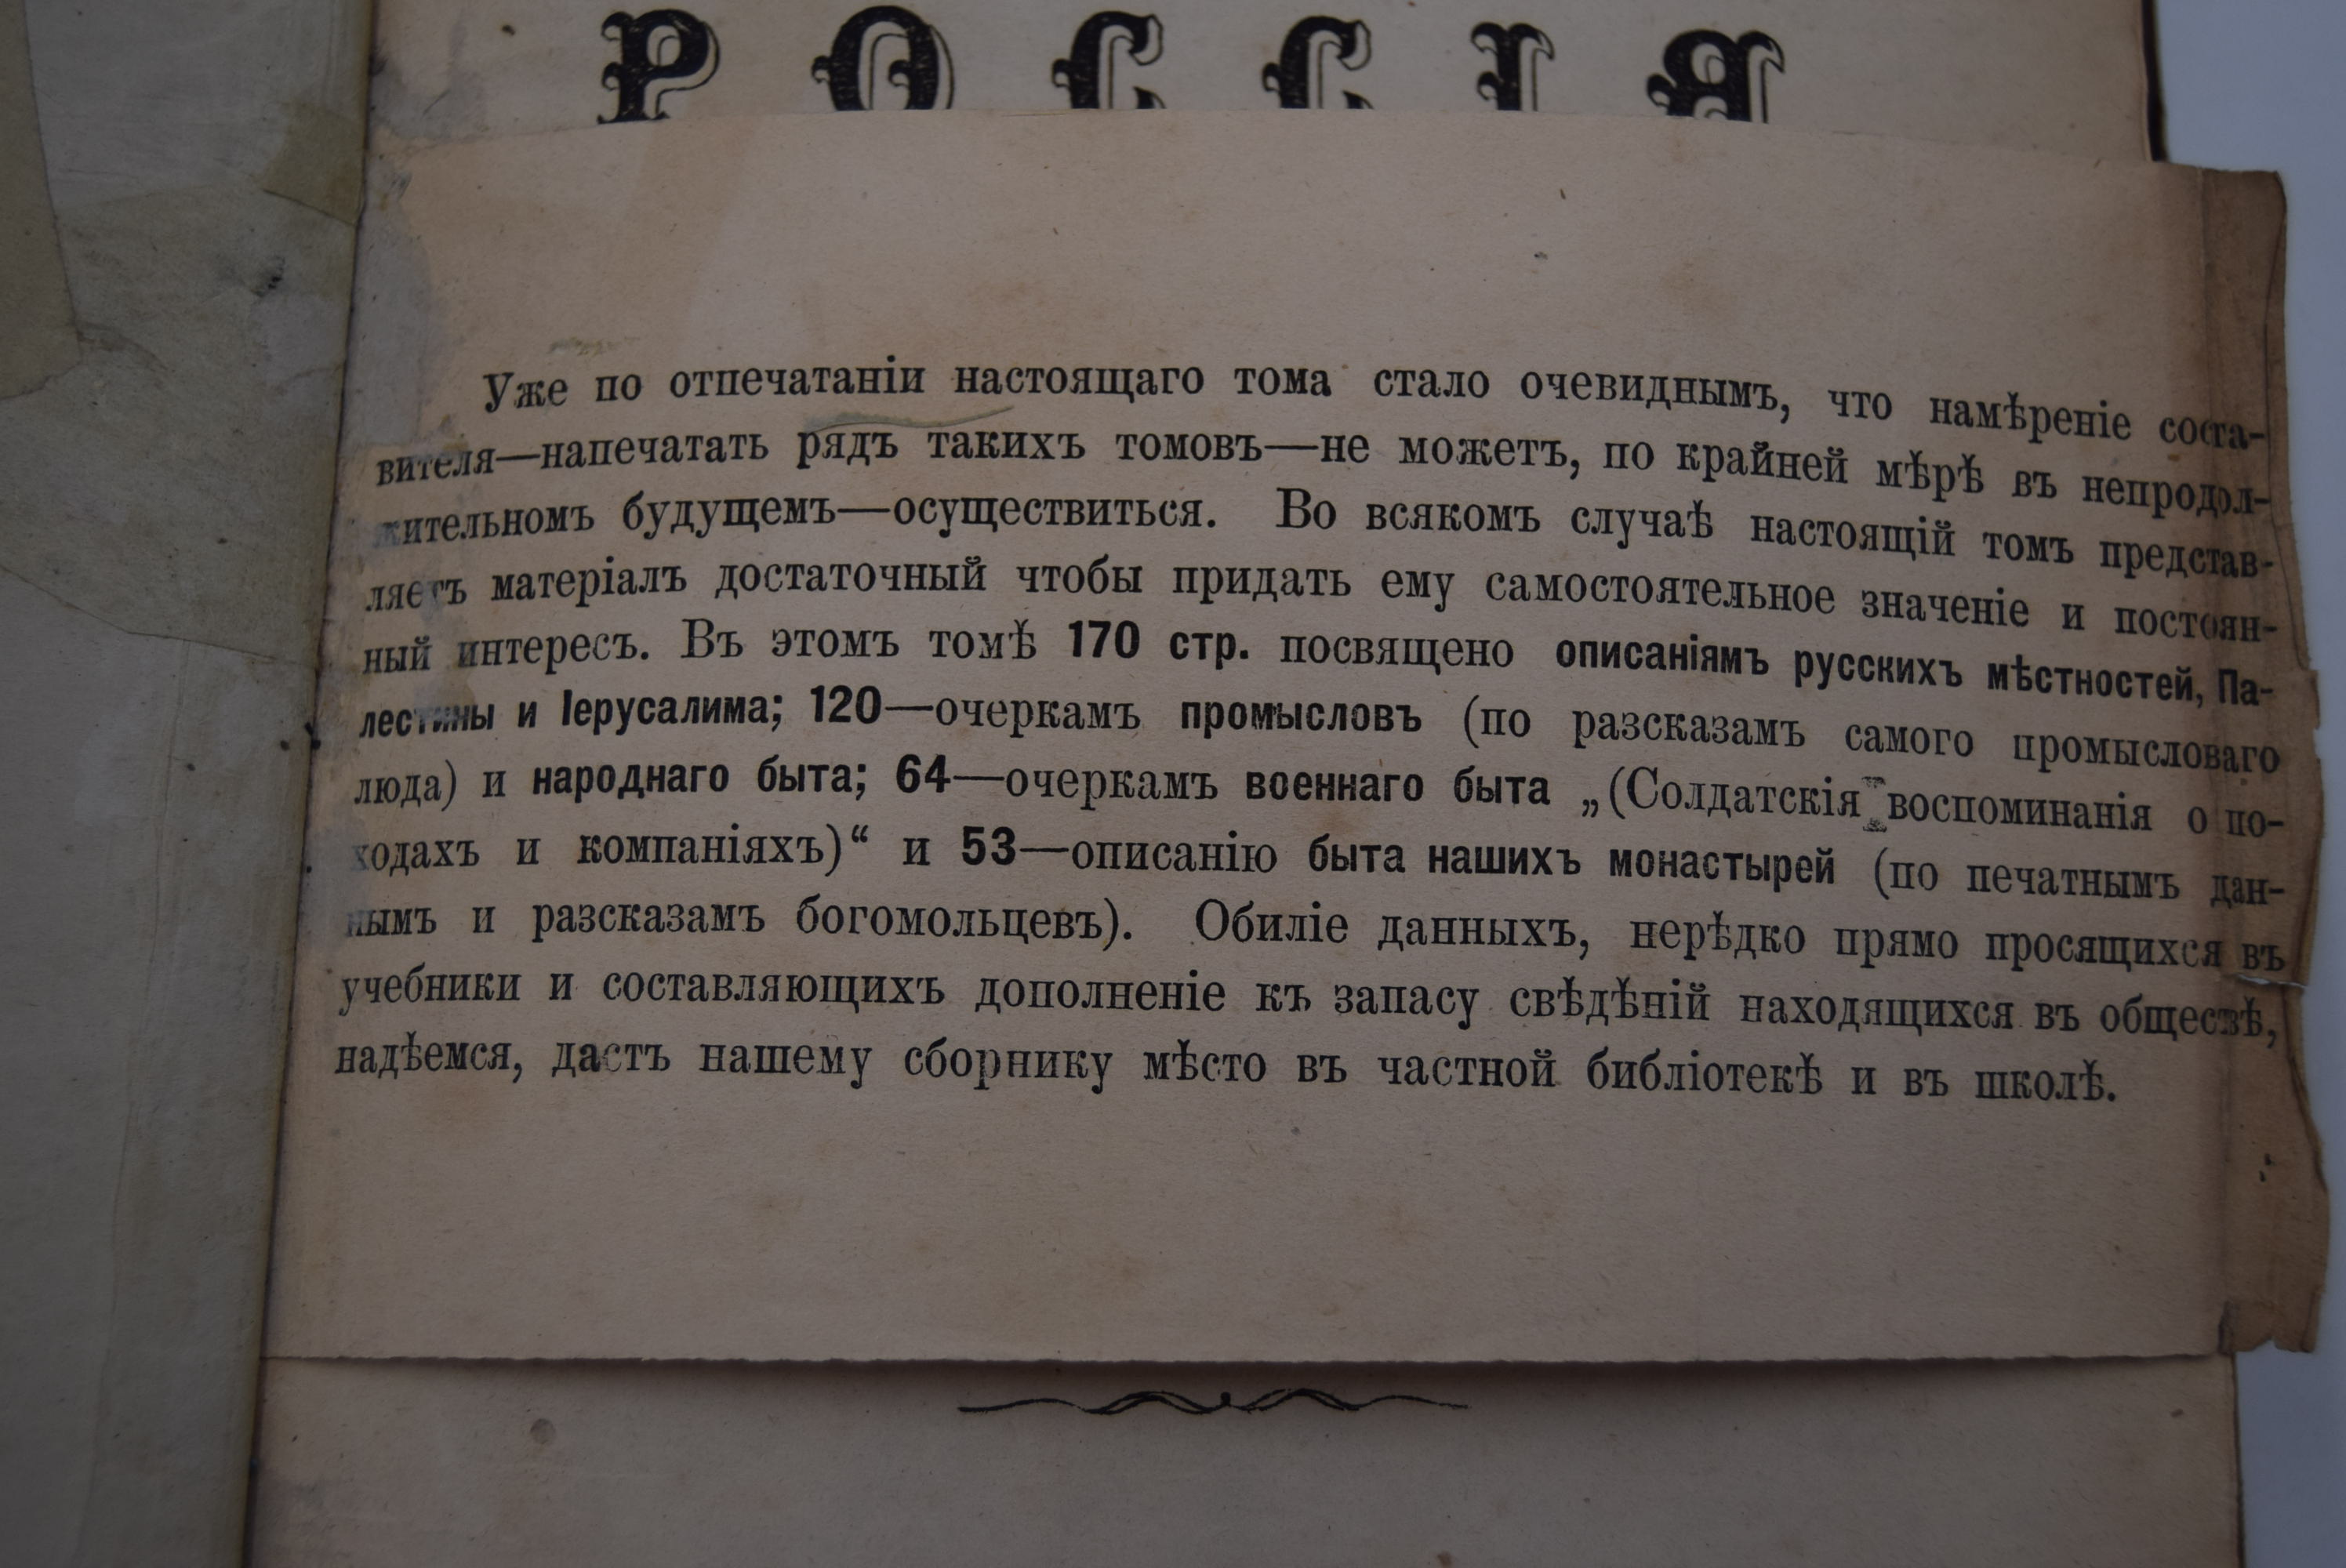 РОССІЯ
Уже по отпечатаніи настоящаго тома стало очевиднымъ, что намѣреніе соста-
вителя—напечатать рядъ такихъ томовъ—не можетъ, по крайней мѣрѣ въ непродол-
жительномъ будущемъ—осуществиться. Во всякомъ случаѣ настоящій томъ представ-
ляетъ матеріалъ достаточный чтобы придать ему самостоятельное значеніе и постоян-
ный интересъ. Въ этомъ томѣ 170 стр. посвящено описаніямъ русскихъ мѣстностей, Па-
лестины и Іерусалима; 120—очеркамъ промысловъ (по разсказамъ самого промысловаго
люда) и народнаго быта; 64—очеркамъ военнаго быта „(Солдатскія воспоминанія о по-
ходахъ и компаніяхъ)“ и 53—описанію быта нашихъ монастырей (по печатнымъ дан-
нымъ и разсказамъ богомольцевъ). Обиліе данныхъ, нерѣдко прямо просящихся въ
учебники и составляющихъ дополненіе къ запасу свѣдѣній находящихся въ обществѣ,
надѣемся, дастъ нашему сборнику мѣсто въ частной библіотекѣ и въ школѣ.